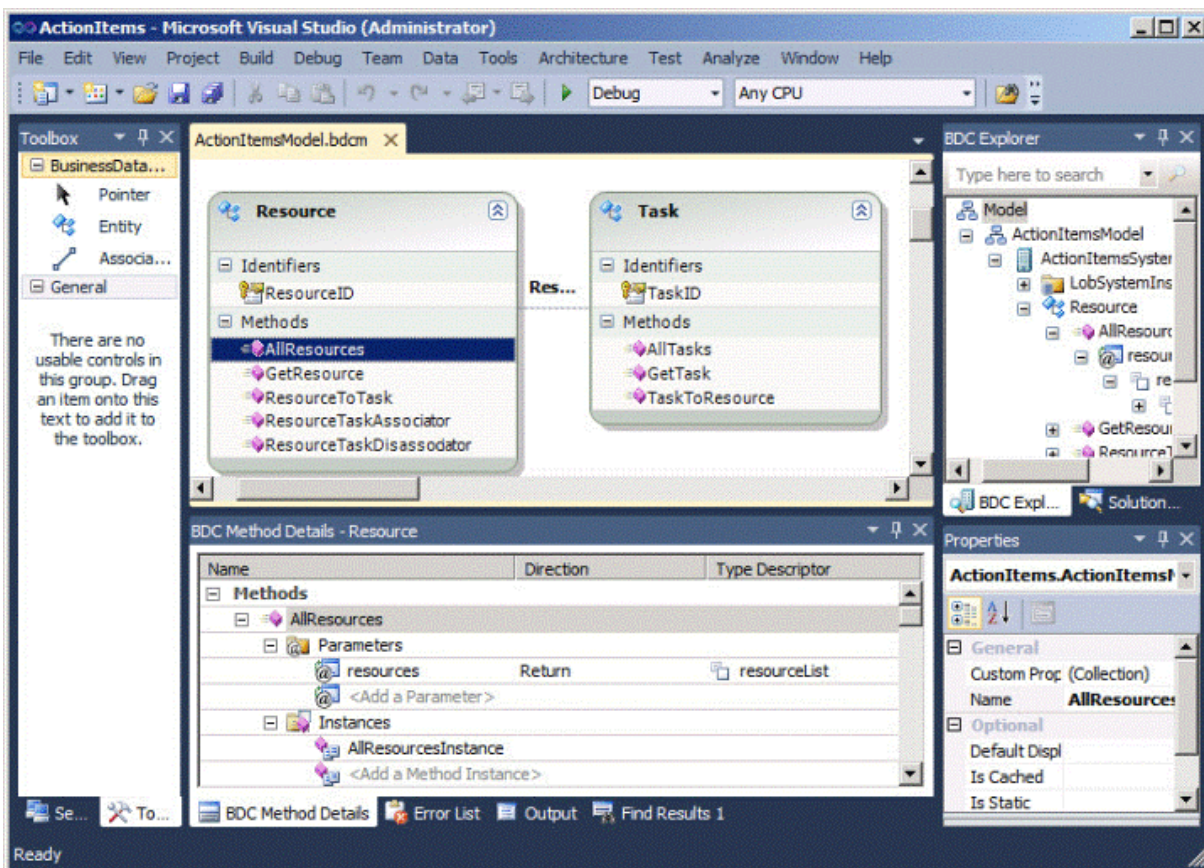 ActionItems - Microsoft Visual Studio (Administrator)
File Edit View Project Build Debug Team Data Tools Architecture Test Analyze Window Help
Debug Any CPU
Toolbox
BusinessData...
Pointer
Entity
Associa...
General
There are no
usable controls in
this group. Drag
an item onto this
text to add it to
the toolbox.
Se... To...
ActionItemsModel.bdcm
Resource
Identifiers
ResourceID
Methods
AllResources
GetResource
ResourceToTask
ResourceTaskAssociator
ResourceTaskDisassociator
Res...
Task
Identifiers
TaskID
Methods
AllTasks
GetTask
TaskToResource
BDC Method Details - Resource
Name Direction Type Descriptor
Methods
AllResources
Parameters
resources Return resourceList
<Add a Parameter>
Instances
AllResourcesInstance
<Add a Method Instance>
BDC Method Details Error List Output Find Results 1
BDC Explorer
Type here to search
Model
ActionItemsModel
ActionItemsSyster
LobSystemIns
Resource
AllResourc
resour
re
GetResour
ResourceT
BDC Expl... Solution...
Properties
ActionItems.ActionItemsM
General
Custom Prop (Collection)
Name AllResources
Optional
Default Displ
Is Cached
Is Static
Ready